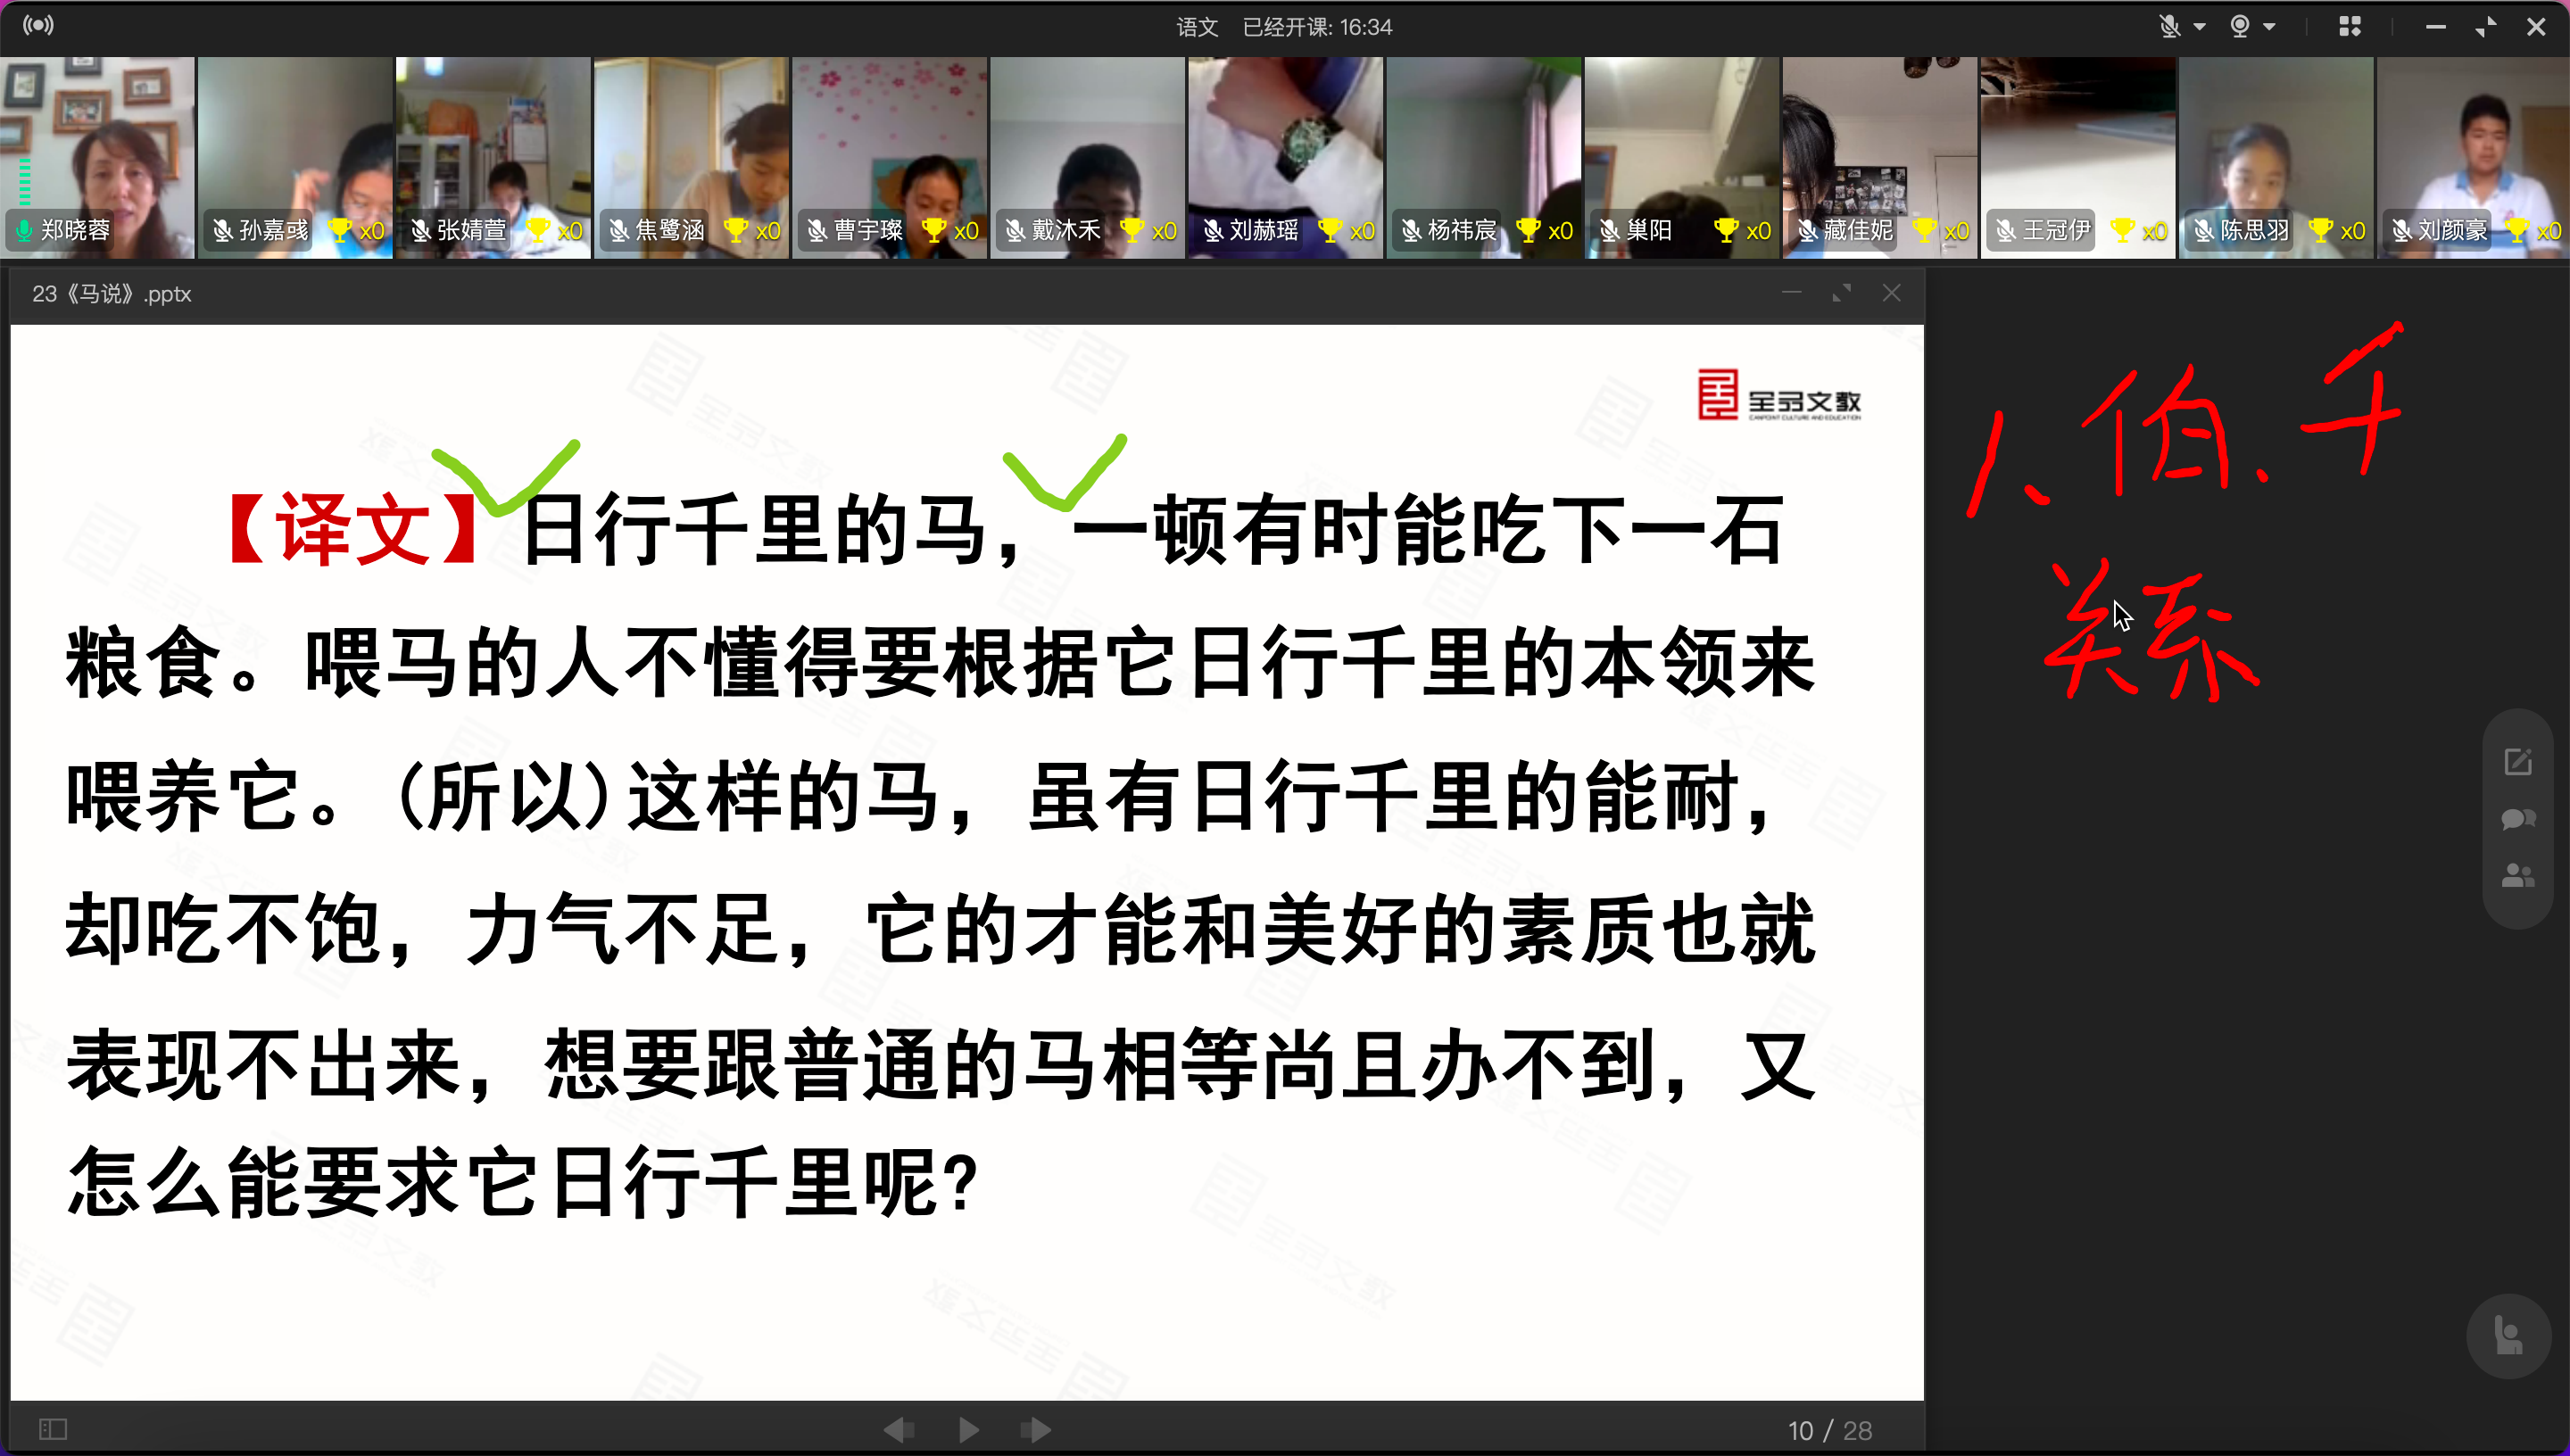 语文 已经开课: 16:34
郑晓蓉
孙嘉彧 x0
张婧萱 x0
焦鹭涵 x0
曹宇璨 x0
戴沐禾 x0
刘赫瑶 x0
杨祎宸 x0
巢阳 x0
藏佳妮 x0
王冠伊 x0
陈思羽 x0
刘颜豪 x0
23《马说》.pptx
全品文教
CANPOINT CULTURE AND EDUCATION
人、伯、千
关系
【译文】日行千里的马，一顿有时能吃下一石
粮食。喂马的人不懂得要根据它日行千里的本领来
喂养它。(所以)这样的马，虽有日行千里的能耐，
却吃不饱，力气不足，它的才能和美好的素质也就
表现不出来，想要跟普通的马相等尚且办不到，又
怎么能要求它日行千里呢?
10 / 28